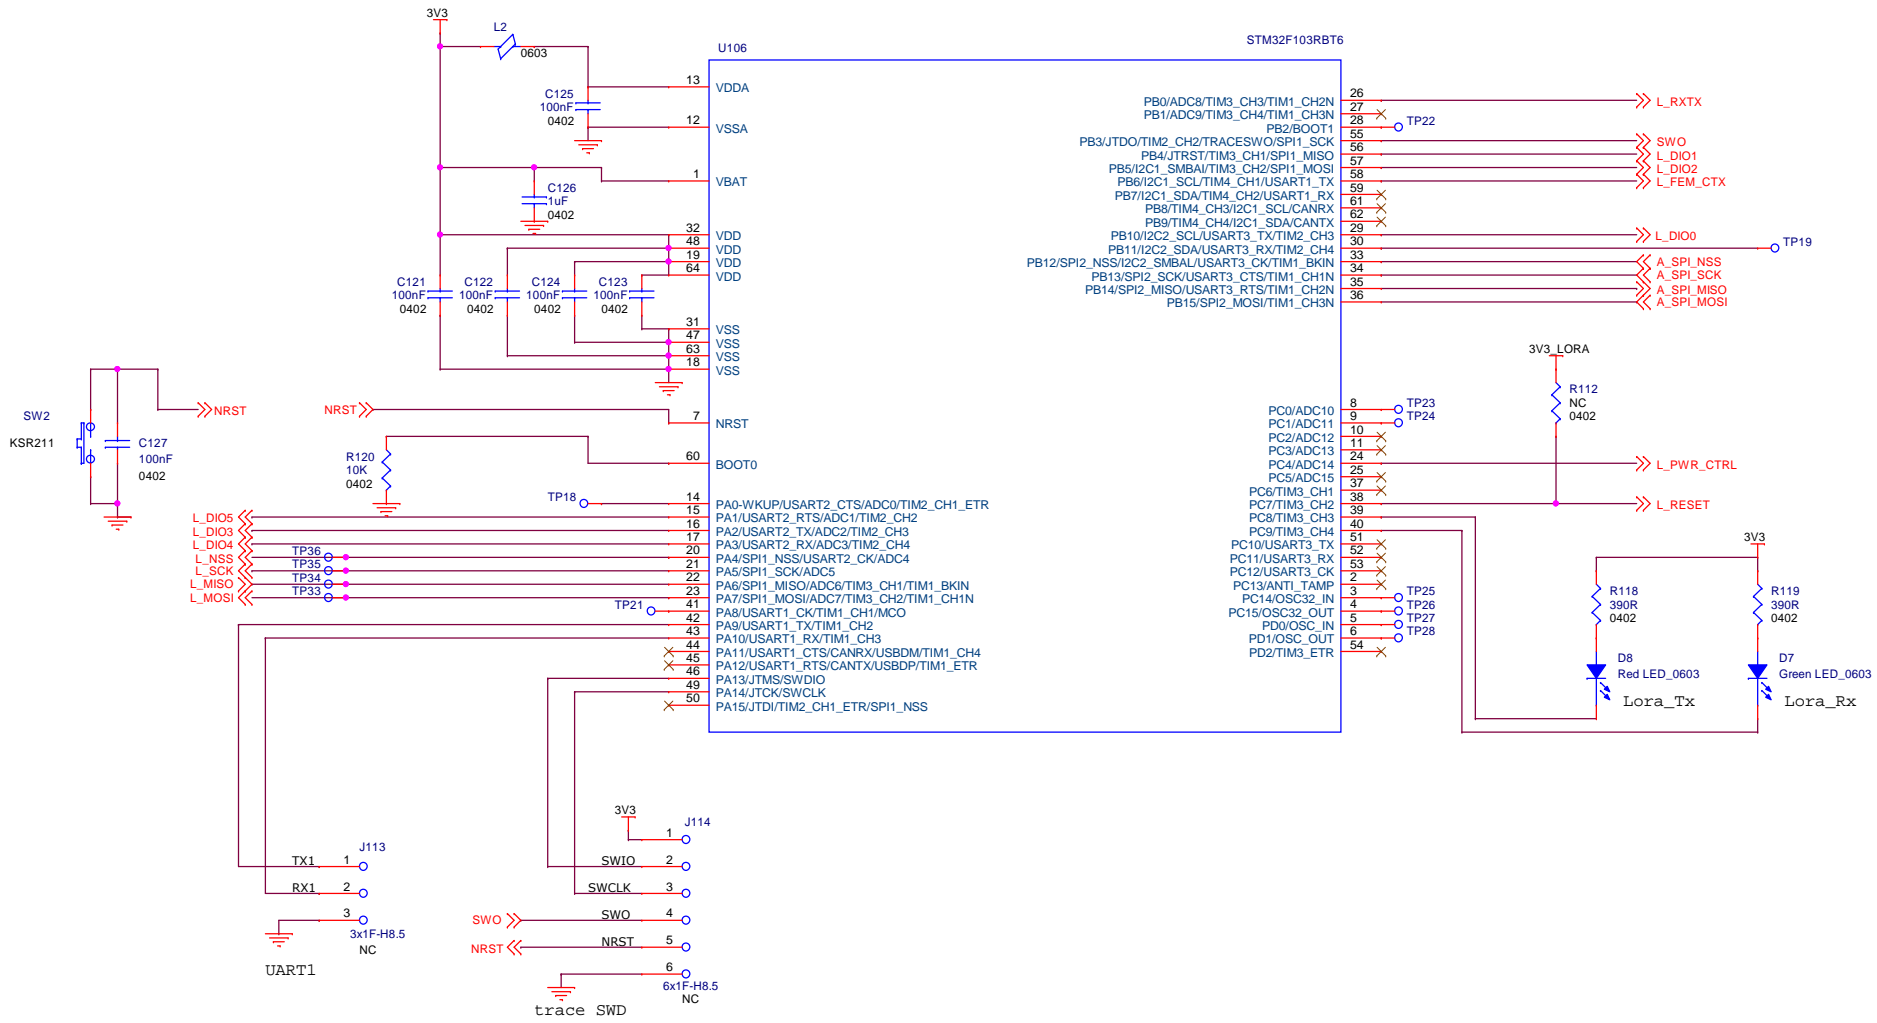 3V3
L2
0603
U106
STM32F103RBT6
C125
100nF
0402
C126
1uF
0402
C121
100nF
0402
C122
100nF
0402
C124
100nF
0402
C123
100nF
0402
13 VDDA
12 VSSA
1 VBAT
32 VDD
48 VDD
19 VDD
64 VDD
31 VSS
47 VSS
63 VSS
18 VSS
7 NRST
60 BOOT0
14 PA0-WKUP/USART2_CTS/ADC0/TIM2_CH1_ETR
15 PA1/USART2_RTS/ADC1/TIM2_CH2
16 PA2/USART2_TX/ADC2/TIM2_CH3
17 PA3/USART2_RX/ADC3/TIM2_CH4
20 PA4/SPI1_NSS/USART2_CK/ADC4
21 PA5/SPI1_SCK/ADC5
22 PA6/SPI1_MISO/ADC6/TIM3_CH1/TIM1_BKIN
23 PA7/SPI1_MOSI/ADC7/TIM3_CH2/TIM1_CH1N
41 PA8/USART1_CK/TIM1_CH1/MCO
42 PA9/USART1_TX/TIM1_CH2
43 PA10/USART1_RX/TIM1_CH3
44 PA11/USART1_CTS/CANRX/USBDM/TIM1_CH4
45 PA12/USART1_RTS/CANTX/USBDP/TIM1_ETR
46 PA13/JTMS/SWDIO
49 PA14/JTCK/SWCLK
50 PA15/JTDI/TIM2_CH1_ETR/SPI1_NSS
PB0/ADC8/TIM3_CH3/TIM1_CH2N 26 L_RXTX
PB1/ADC9/TIM3_CH4/TIM1_CH3N 27
PB2/BOOT1 28 TP22
PB3/JTDO/TIM2_CH2/TRACESWO/SPI1_SCK 55 SWO
PB4/JTRST/TIM3_CH1/SPI1_MISO 56 L_DIO1
PB5/I2C1_SMBAI/TIM3_CH2/SPI1_MOSI 57 L_DIO2
PB6/I2C1_SCL/TIM4_CH1/USART1_TX 58 L_FEM_CTX
PB7/I2C1_SDA/TIM4_CH2/USART1_RX 59
PB8/TIM4_CH3/I2C1_SCL/CANRX 61
PB9/TIM4_CH4/I2C1_SDA/CANTX 62
PB10/I2C2_SCL/USART3_TX/TIM2_CH3 29 L_DIO0
PB11/I2C2_SDA/USART3_RX/TIM2_CH4 30 TP19
PB12/SPI2_NSS/I2C2_SMBAL/USART3_CK/TIM1_BKIN 33 A_SPI_NSS
PB13/SPI2_SCK/USART3_CTS/TIM1_CH1N 34 A_SPI_SCK
PB14/SPI2_MISO/USART3_RTS/TIM1_CH2N 35 A_SPI_MISO
PB15/SPI2_MOSI/TIM1_CH3N 36 A_SPI_MOSI
PC0/ADC10 8 TP23
PC1/ADC11 9 TP24
PC2/ADC12 10
PC3/ADC13 11
PC4/ADC14 24 L_PWR_CTRL
PC5/ADC15 25
PC6/TIM3_CH1 37
PC7/TIM3_CH2 38 L_RESET
PC8/TIM3_CH3 39
PC9/TIM3_CH4 40
PC10/USART3_TX 51
PC11/USART3_RX 52
PC12/USART3_CK 53
PC13/ANTI_TAMP 2
PC14/OSC32_IN 3 TP25
PC15/OSC32_OUT 4 TP26
PD0/OSC_IN 5 TP27
PD1/OSC_OUT 6 TP28
PD2/TIM3_ETR 54
3V3_LORA
R112
NC
0402
3V3
R118
390R
0402
R119
390R
0402
D8
Red LED_0603
Lora_Tx
D7
Green LED_0603
Lora_Rx
SW2
KSR211
C127
100nF
0402
NRST
NRST
R120
10K
0402
TP18
L_DIO5
L_DIO3
L_DIO4
L_NSS TP36
L_SCK TP35
L_MISO TP34
L_MOSI TP33
TP21
J113
TX1 1
RX1 2
3
3x1F-H8.5
NC
UART1
3V3
J114
1
SWIO 2
SWCLK 3
SWO SWO 4
NRST NRST 5
6
6x1F-H8.5
NC
trace SWD